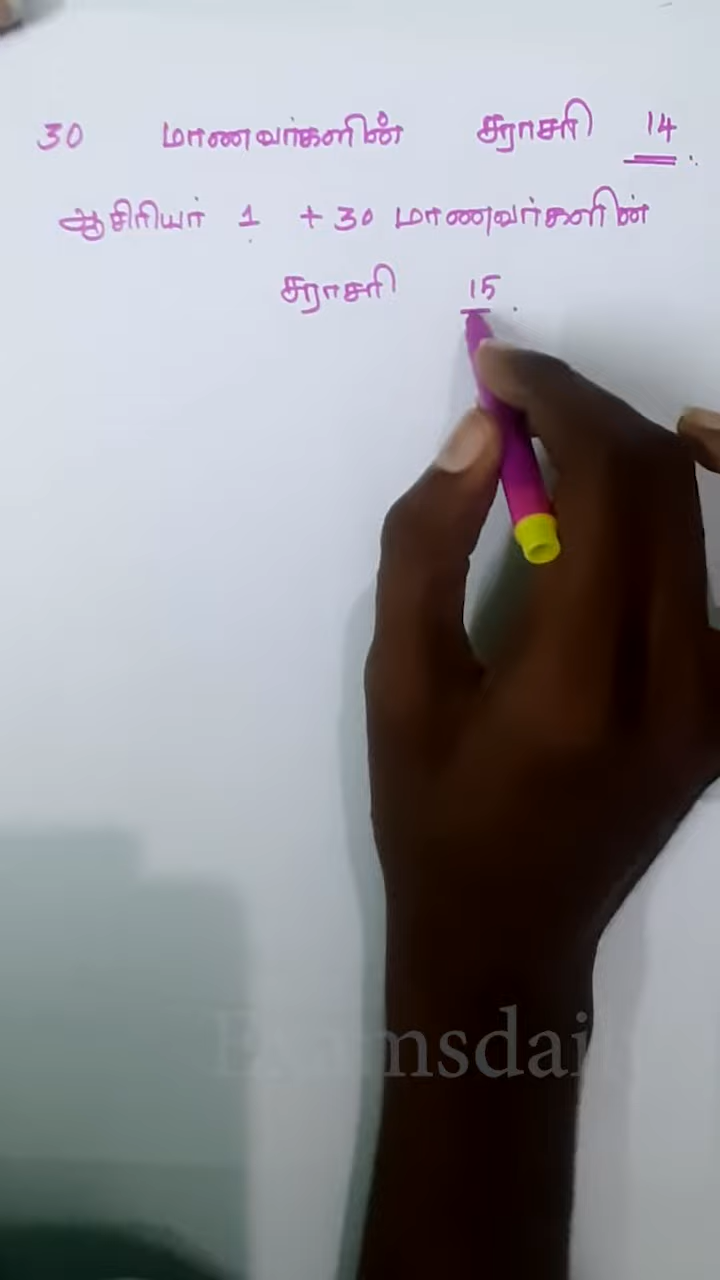 30 மாணவர்களின் சராசரி 14
ஆசிரியர் 1 + 30 மாணவர்களின்
சராசரி 15